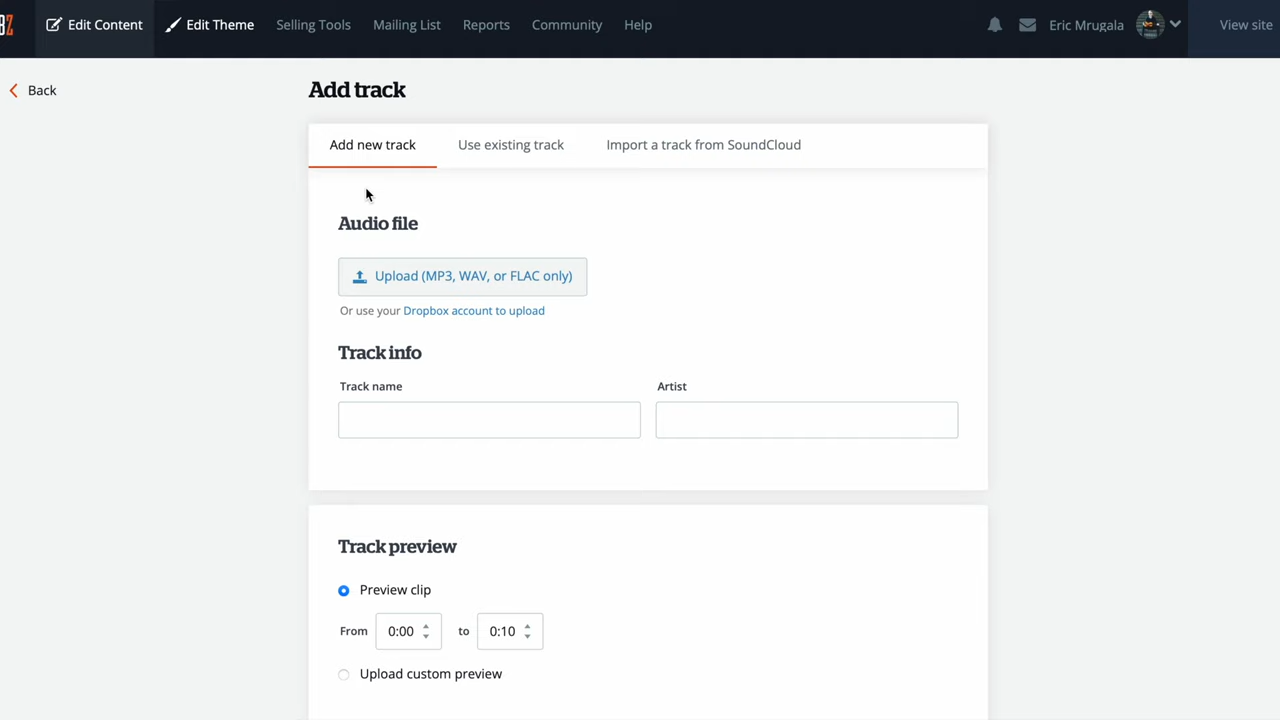 BZ Edit Content Edit Theme Selling Tools Mailing List Reports Community Help Eric Mrugala View site
Back
Add track
Add new track Use existing track Import a track from SoundCloud
Audio file
Upload (MP3, WAV, or FLAC only)
Or use your Dropbox account to upload
Track info
Track name Artist
Track preview
Preview clip
From 0:00 to 0:10
Upload custom preview